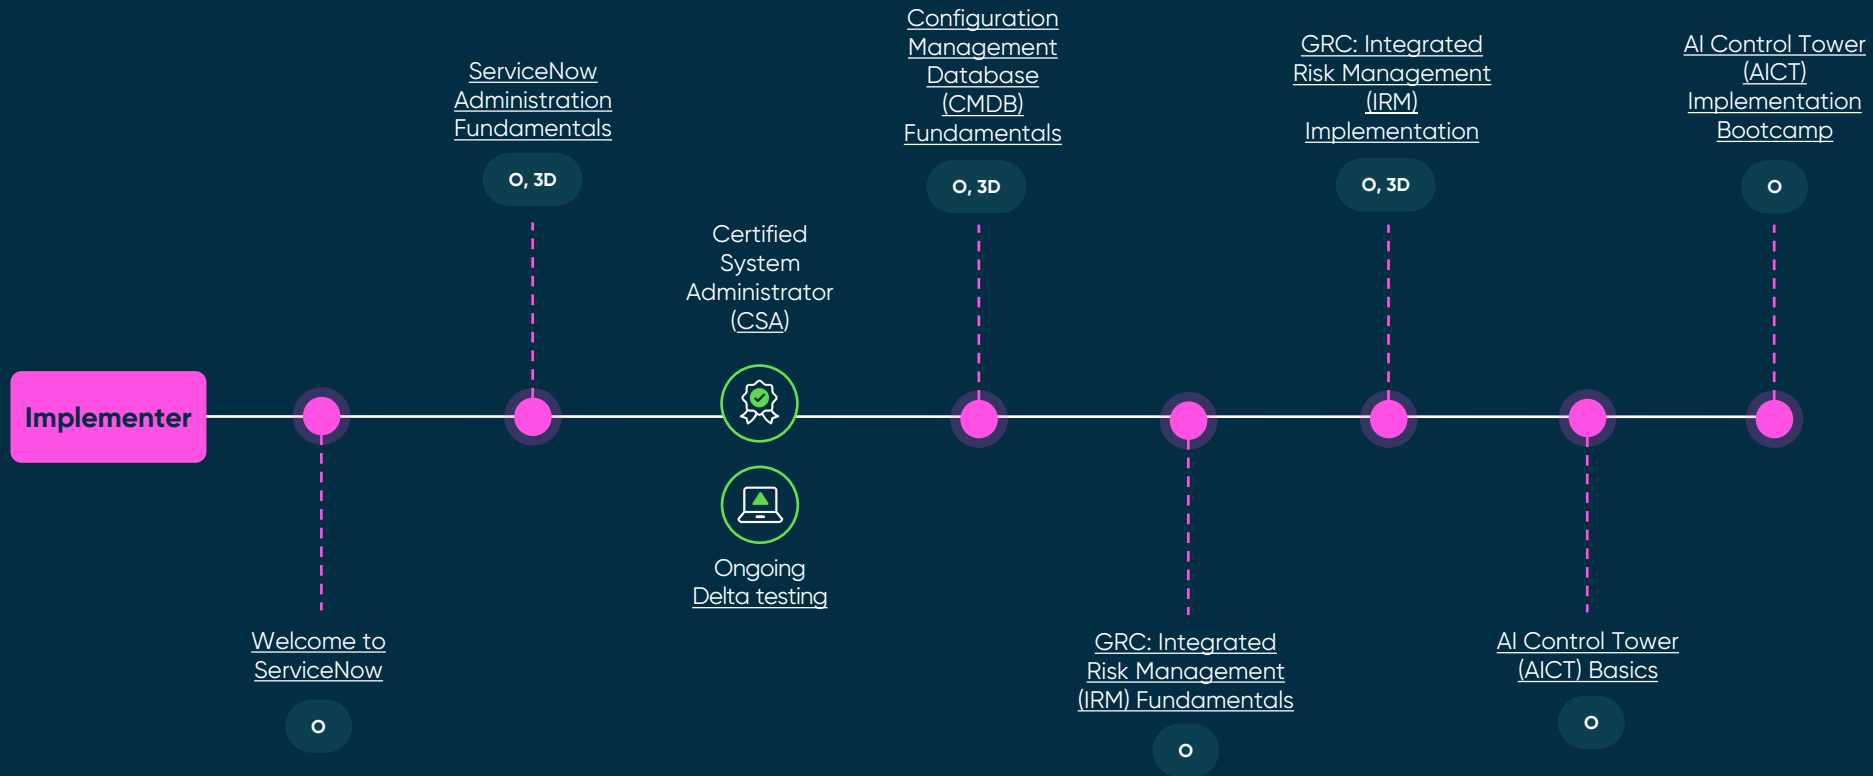 Implementer
Welcome to
ServiceNow
O
ServiceNow
Administration
Fundamentals
O, 3D
Certified
System
Administrator
(CSA)
Ongoing
Delta testing
Configuration
Management
Database
(CMDB)
Fundamentals
O, 3D
GRC: Integrated
Risk Management
(IRM) Fundamentals
O
GRC: Integrated
Risk Management
(IRM)
Implementation
O, 3D
AI Control Tower
(AICT) Basics
O
AI Control Tower
(AICT)
Implementation
Bootcamp
O